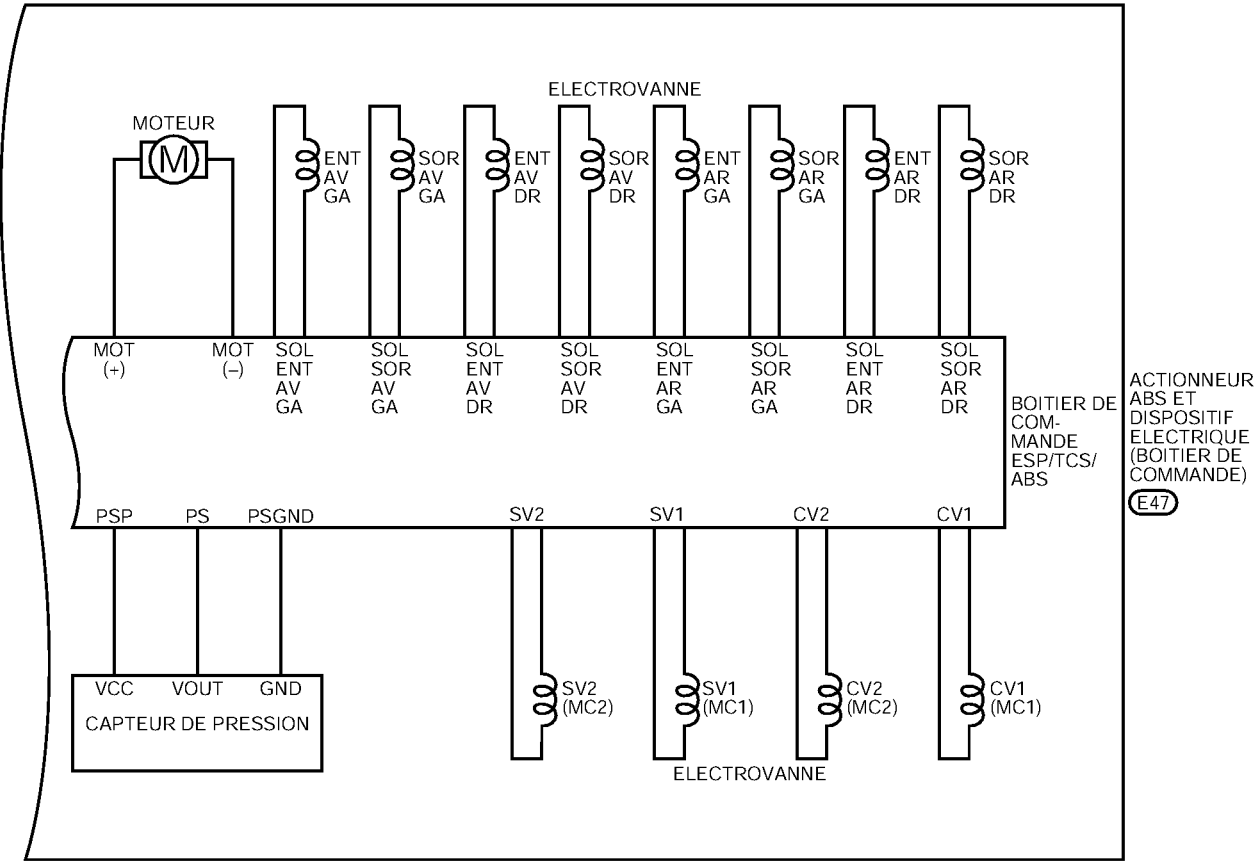 ELECTROVANNE
MOTEUR
M
ENT
AV
GA
SOR
AV
GA
ENT
AV
DR
SOR
AV
DR
ENT
AR
GA
SOR
AR
GA
ENT
AR
DR
SOR
AR
DR
MOT
(+)
MOT
(–)
SOL
ENT
AV
GA
SOL
SOR
AV
GA
SOL
ENT
AV
DR
SOL
SOR
AV
DR
SOL
ENT
AR
GA
SOL
SOR
AR
GA
SOL
ENT
AR
DR
SOL
SOR
AR
DR
BOITIER DE
COM-
MANDE
ESP/TCS/
ABS
ACTIONNEUR
ABS ET
DISPOSITIF
ELECTRIQUE
(BOITIER DE
COMMANDE)
E47
PSP
PS
PSGND
SV2
SV1
CV2
CV1
VCC
VOUT
GND
CAPTEUR DE PRESSION
SV2
(MC2)
SV1
(MC1)
CV2
(MC2)
CV1
(MC1)
ELECTROVANNE